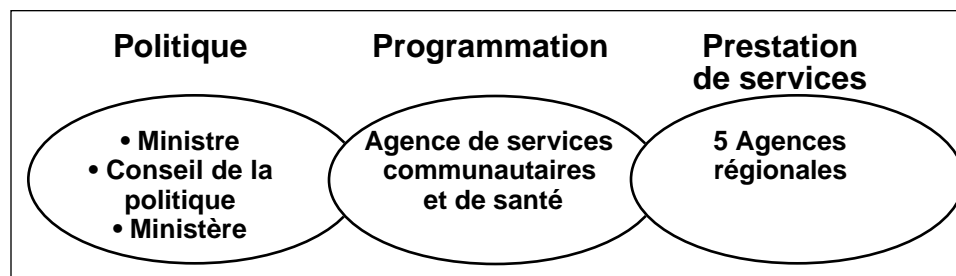 Politique
Programmation
Prestation
de services
• Ministre
• Conseil de la
politique
• Ministère
Agence de services
communautaires
et de santé
5 Agences
régionales